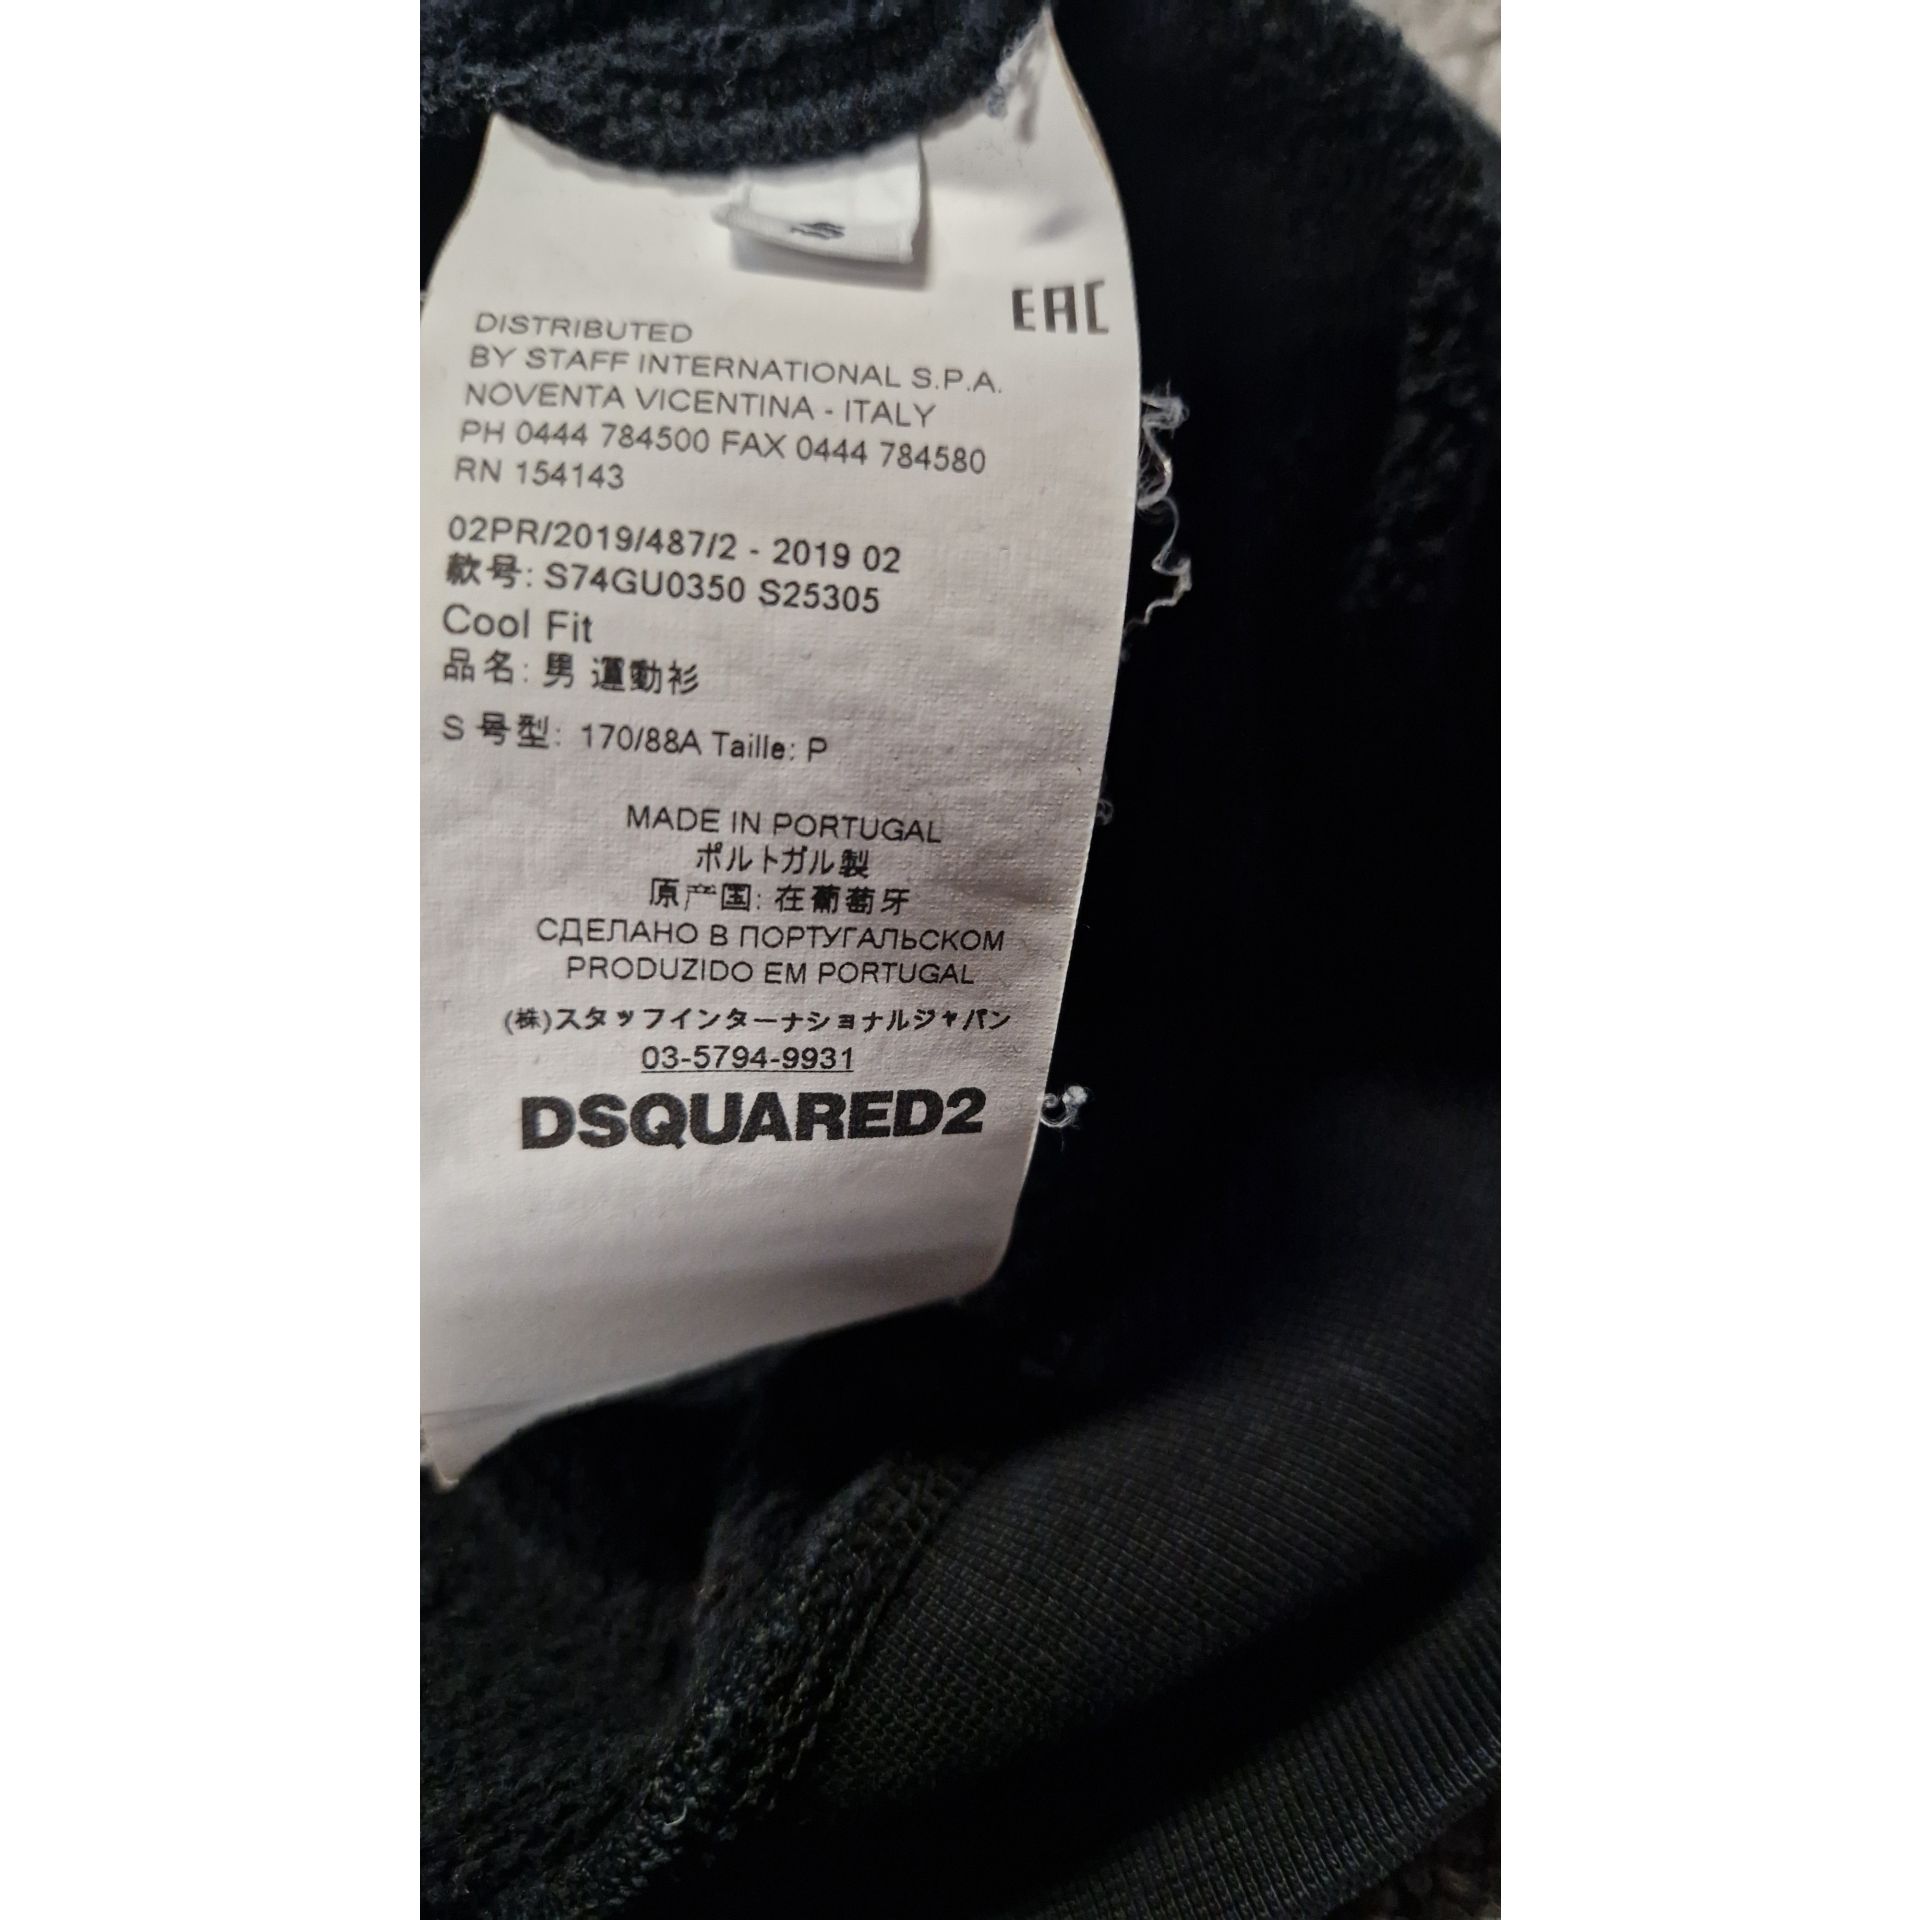 EAC
DISTRIBUTED
BY STAFF INTERNATIONAL S.P.A.
NOVENTA VICENTINA - ITALY
PH 0444 784500 FAX 0444 784580
RN 154143
02PR/2019/487/2 - 2019 02
款号: S74GU0350 S25305
Cool Fit
品名: 男 運動衫
S 号型: 170/88A Taille: P
MADE IN PORTUGAL
ポルトガル製
原产国: 在葡萄牙
СДЕЛАНО В ПОРТУГАЛЬСКОМ
PRODUZIDO EM PORTUGAL
(株)スタッフインターナショナルジャパン
03-5794-9931
DSQUARED2